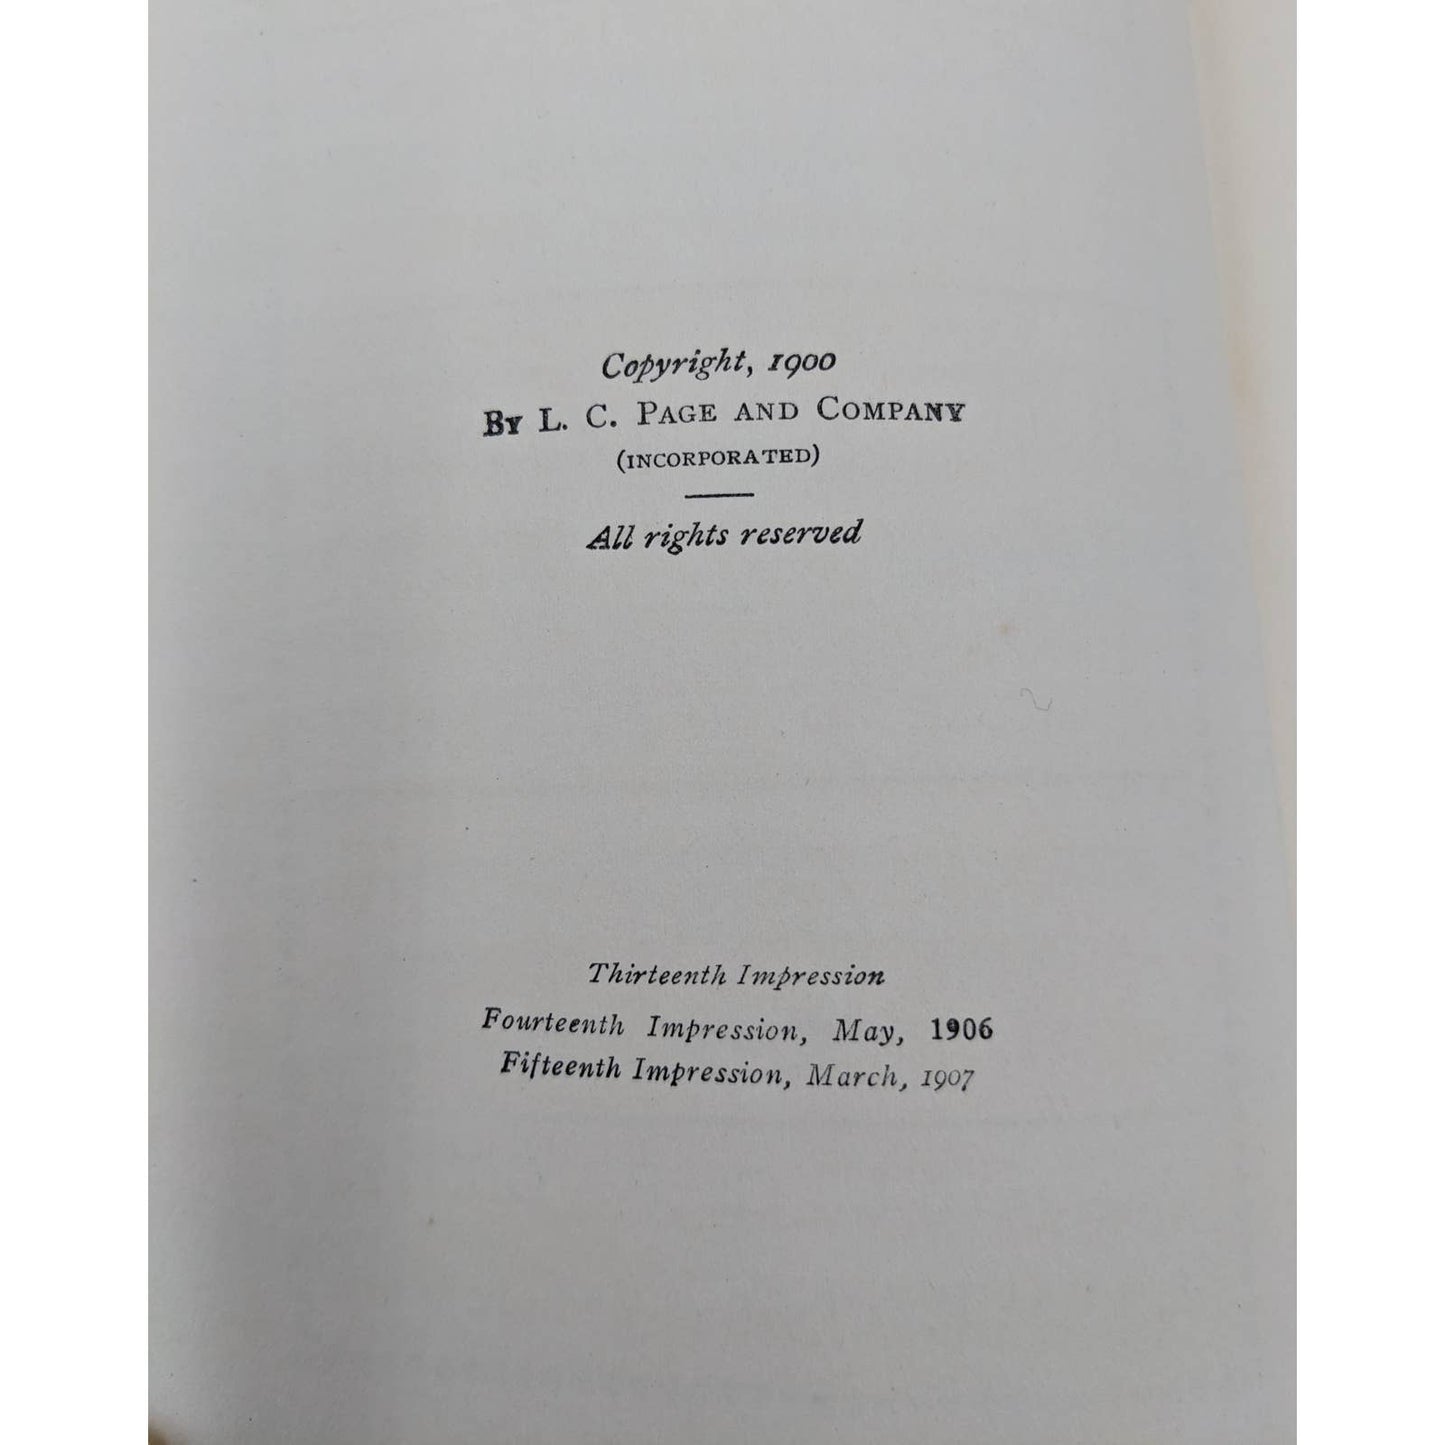 Copyright, 1900
By L. C. Page and Company
(INCORPORATED)
All rights reserved
Thirteenth Impression
Fourteenth Impression, May, 1906
Fifteenth Impression, March, 1907